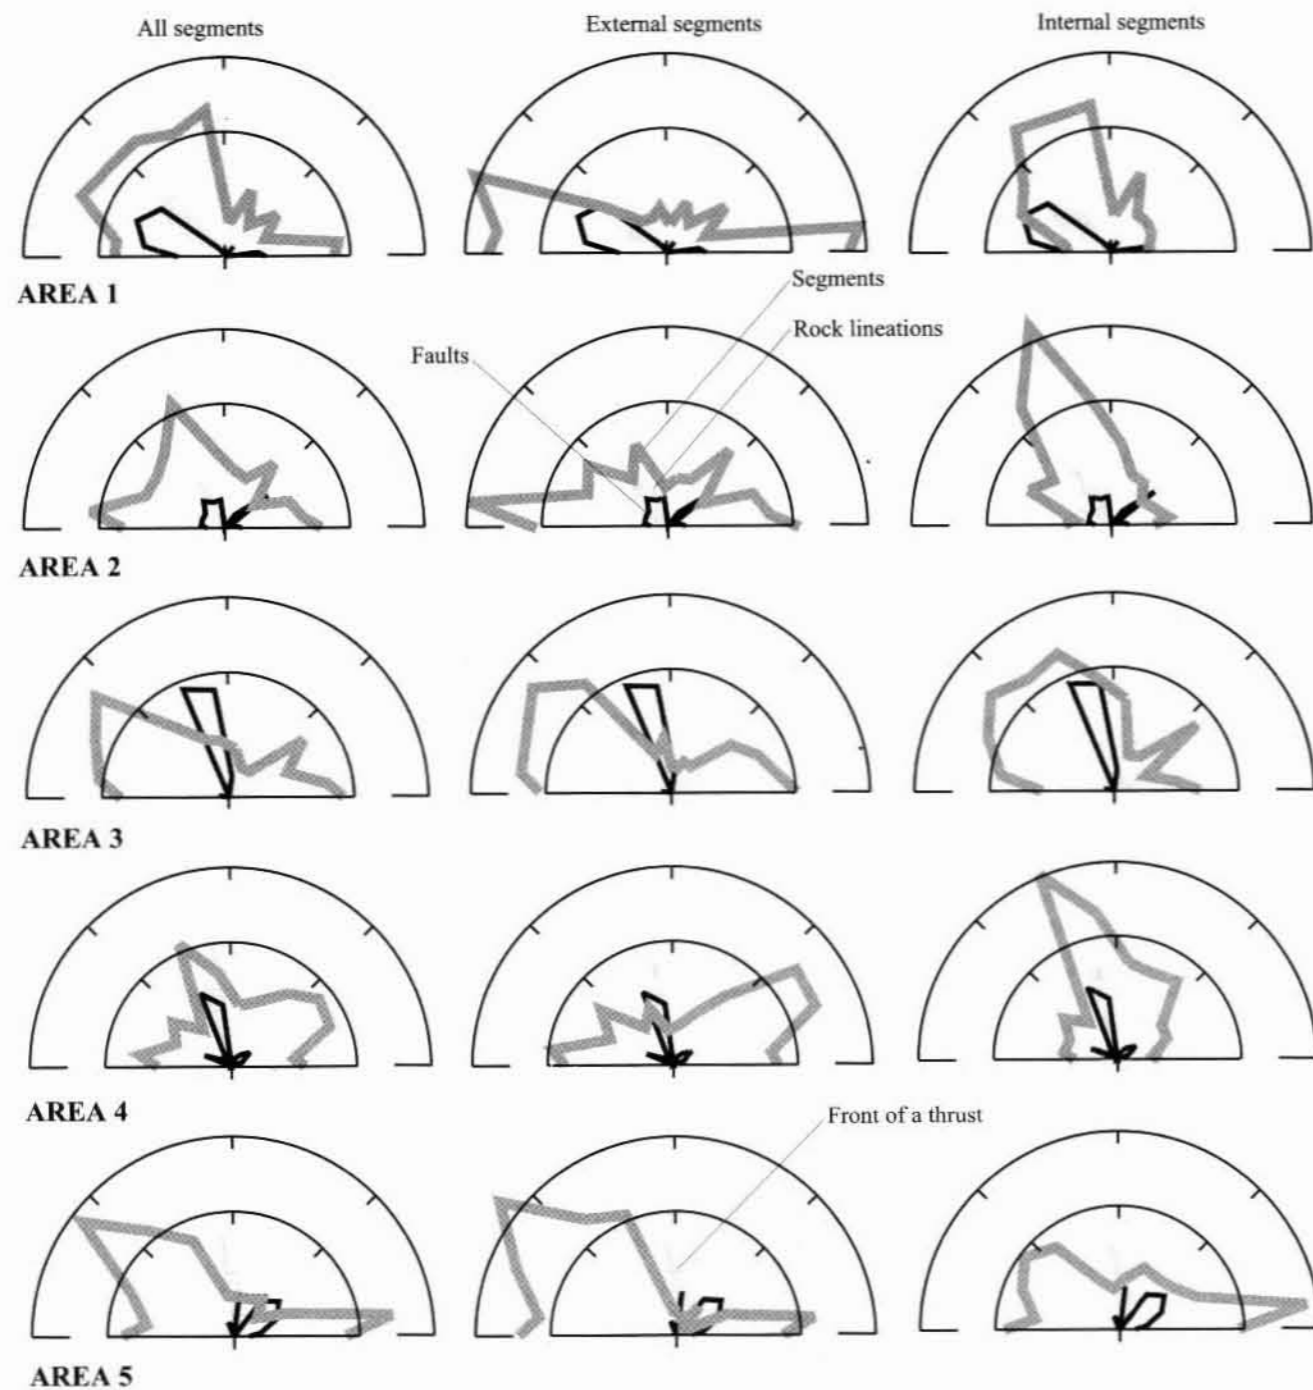 All segments
External segments
Internal segments
AREA 1
Segments
Rock lineations
Faults
AREA 2
AREA 3
AREA 4
Front of a thrust
AREA 5